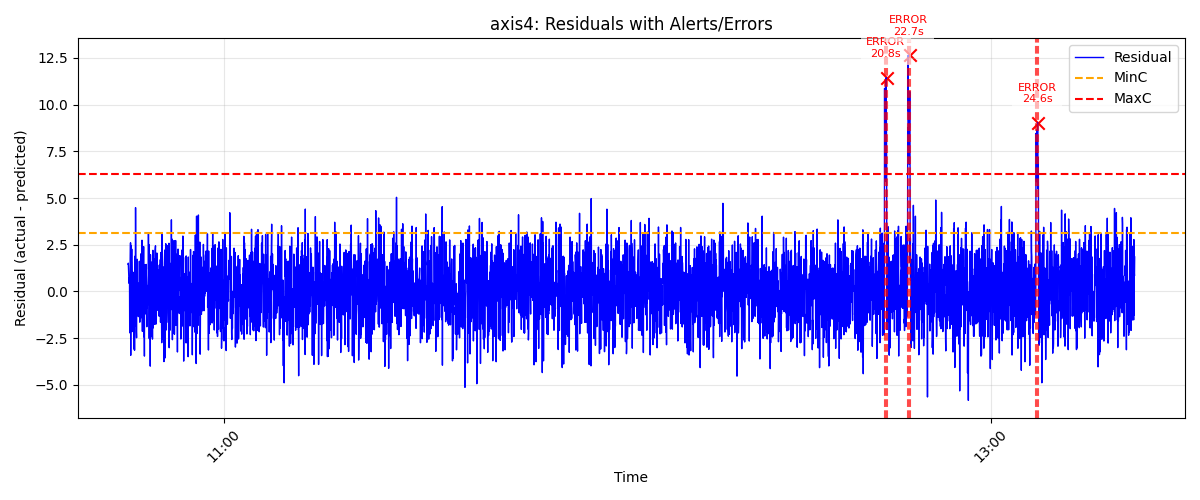 axis4: Residuals with Alerts/Errors
ERROR
22.7s
ERROR
20.8s
ERROR
24.6s
Residual
MinC
MaxC
Residual (actual - predicted)
12.5
10.0
7.5
5.0
2.5
0.0
−2.5
−5.0
11:00
13:00
Time